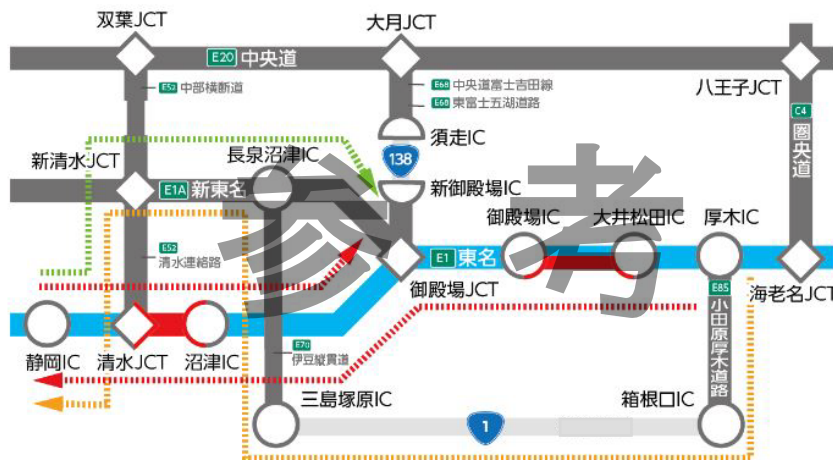 双葉JCT
大月JCT
E20 中央道
八王子JCT
E52 中部横断道
E68 中央道富士吉田線
E68 東富士五湖道路
C4 圏央道
須走IC
138
新清水JCT
長泉沼津IC
E1A 新東名
新御殿場IC
御殿場IC
大井松田IC
厚木IC
参考
E52
清水連絡路
E1 東名
御殿場JCT
海老名JCT
E85
小田原厚木道路
静岡IC
清水JCT
沼津IC
E70
伊豆縦貫道
三島塚原IC
箱根口IC
1